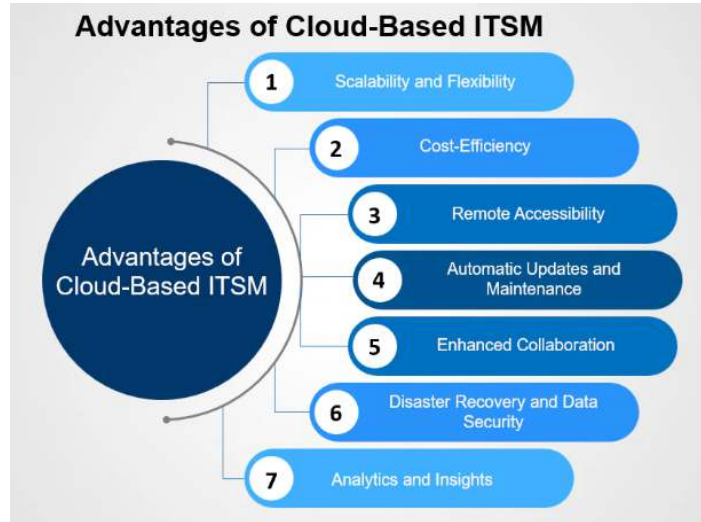 Advantages of Cloud-Based ITSM
Advantages of
Cloud-Based ITSM
1
Scalability and Flexibility
2
Cost-Efficiency
3
Remote Accessibility
4
Automatic Updates and
Maintenance
5
Enhanced Collaboration
6
Disaster Recovery and Data
Security
7
Analytics and Insights